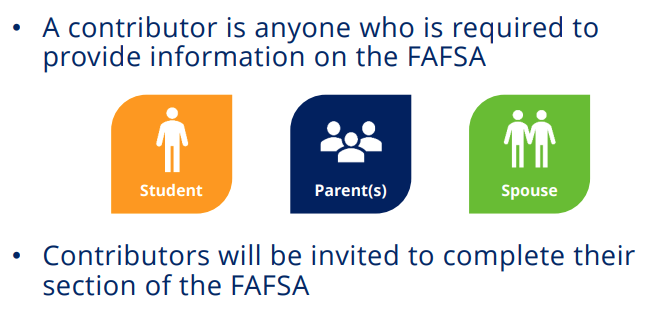 • A contributor is anyone who is required to
provide information on the FAFSA
Student
Parent(s)
Spouse
• Contributors will be invited to complete their
section of the FAFSA